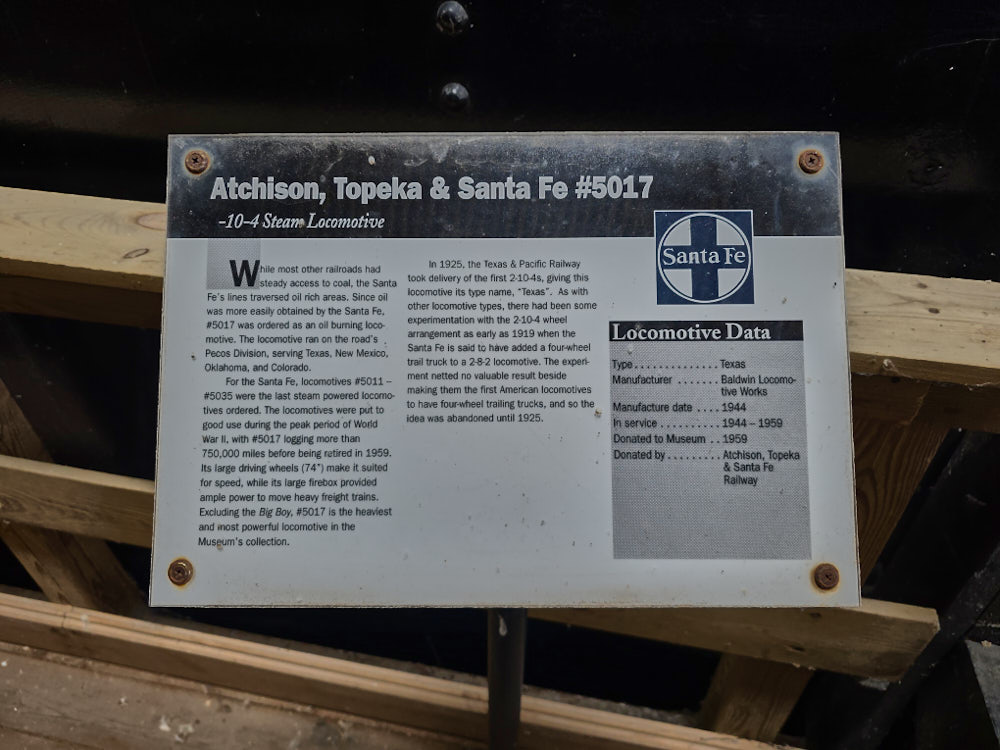 Atchison, Topeka & Santa Fe #5017
-10-4 Steam Locomotive
Santa Fe
While most other railroads had
steady access to coal, the Santa
Fe's lines traversed oil rich areas. Since oil
was more easily obtained by the Santa Fe,
#5017 was ordered as an oil burning loco-
motive. The locomotive ran on the road's
Pecos Division, serving Texas, New Mexico,
Oklahoma, and Colorado.
For the Santa Fe, locomotives #5011 –
#5035 were the last steam powered locomo-
tives ordered. The locomotives were put to
good use during the peak period of World
War II, with #5017 logging more than
750,000 miles before being retired in 1959.
Its large driving wheels (74") make it suited
for speed, while its large firebox provided
ample power to move heavy freight trains.
Excluding the Big Boy, #5017 is the heaviest
and most powerful locomotive in the
Museum's collection.
In 1925, the Texas & Pacific Railway
took delivery of the first 2-10-4s, giving this
locomotive its type name, "Texas". As with
other locomotive types, there had been some
experimentation with the 2-10-4 wheel
arrangement as early as 1919 when the
Santa Fe is said to have added a four-wheel
trail truck to a 2-8-2 locomotive. The experi-
ment netted no valuable result beside
making them the first American locomotives
to have four-wheel trailing trucks, and so the
idea was abandoned until 1925.
Locomotive Data
Type . . . . . . . . . . . . . . Texas
Manufacturer . . . . . . . Baldwin Locomo-
tive Works
Manufacture date . . . . 1944
In service . . . . . . . . . . 1944 – 1959
Donated to Museum . . 1959
Donated by . . . . . . . . . Atchison, Topeka
& Santa Fe
Railway